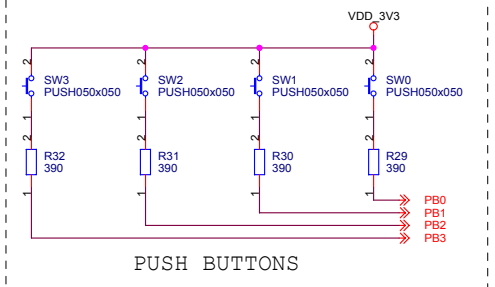 VDD_3V3
2 2 2 2
SW3 SW2 SW1 SW0
PUSH050x050 PUSH050x050 PUSH050x050 PUSH050x050
1 1 1 1
2 2 2 2
R32 R31 R30 R29
390 390 390 390
1 1 1 1
PB0
PB1
PB2
PB3
PUSH BUTTONS